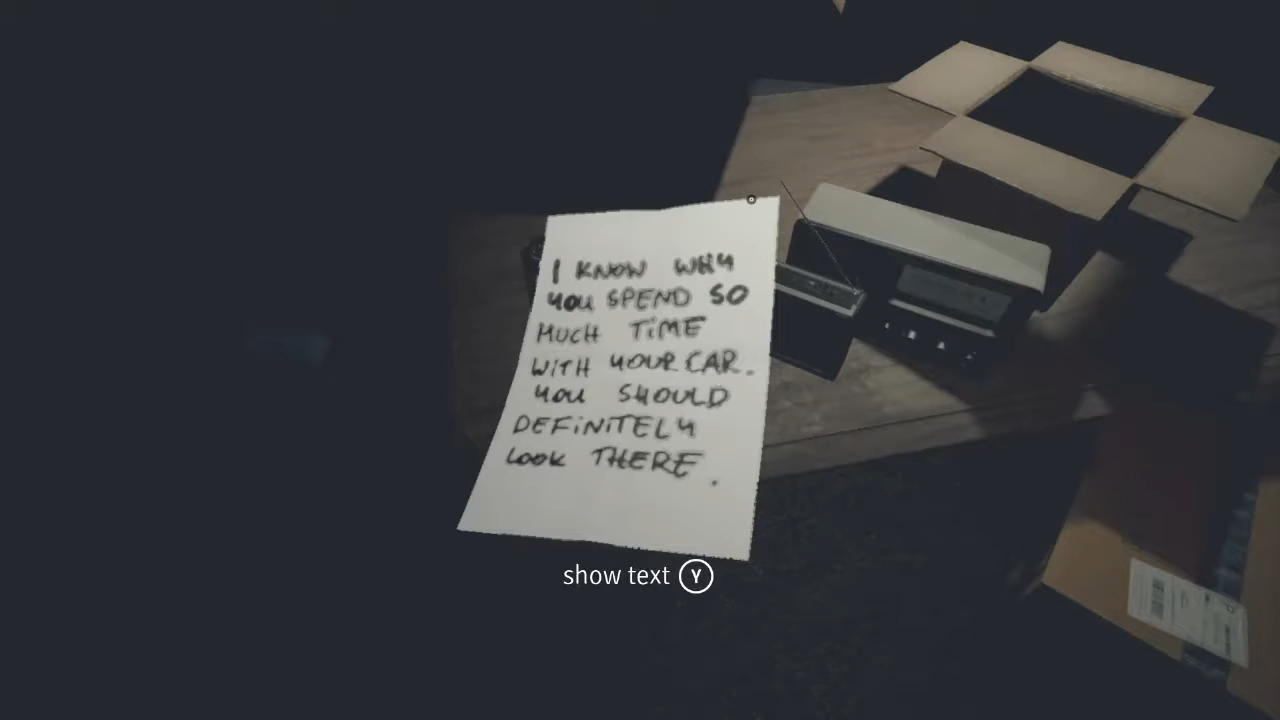 I KNOW WHY
YOU SPEND SO
MUCH TiME
WiTH YOUR CAR.
YOU SHOULD
DEFiNiTELY
LOOK THERE.
show text Y